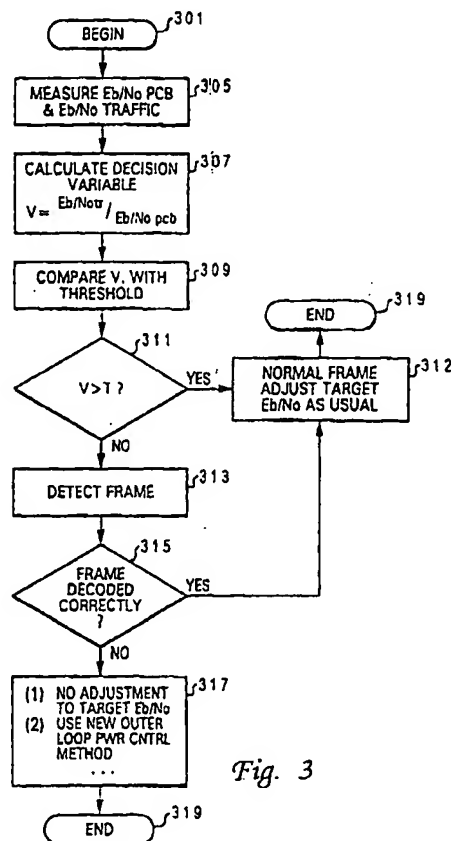 BEGIN
301
MEASURE Eb/No PCB
& Eb/No TRAFFIC
305
CALCULATE DECISION
VARIABLE
V= Eb/Notr / Eb/No pcb
307
COMPARE V. WITH
THRESHOLD
309
311
V>T ?
YES
NO
END
319
NORMAL FRAME
ADJUST TARGET
Eb/No AS USUAL
312
DETECT FRAME
313
315
FRAME
DECODED
CORRECTLY
?
YES
NO
(1) NO ADJUSTMENT
TO TARGET Eb/No
(2) USE NEW OUTER
LOOP PWR CNTRL
METHOD
...
317
END
319
Fig. 3